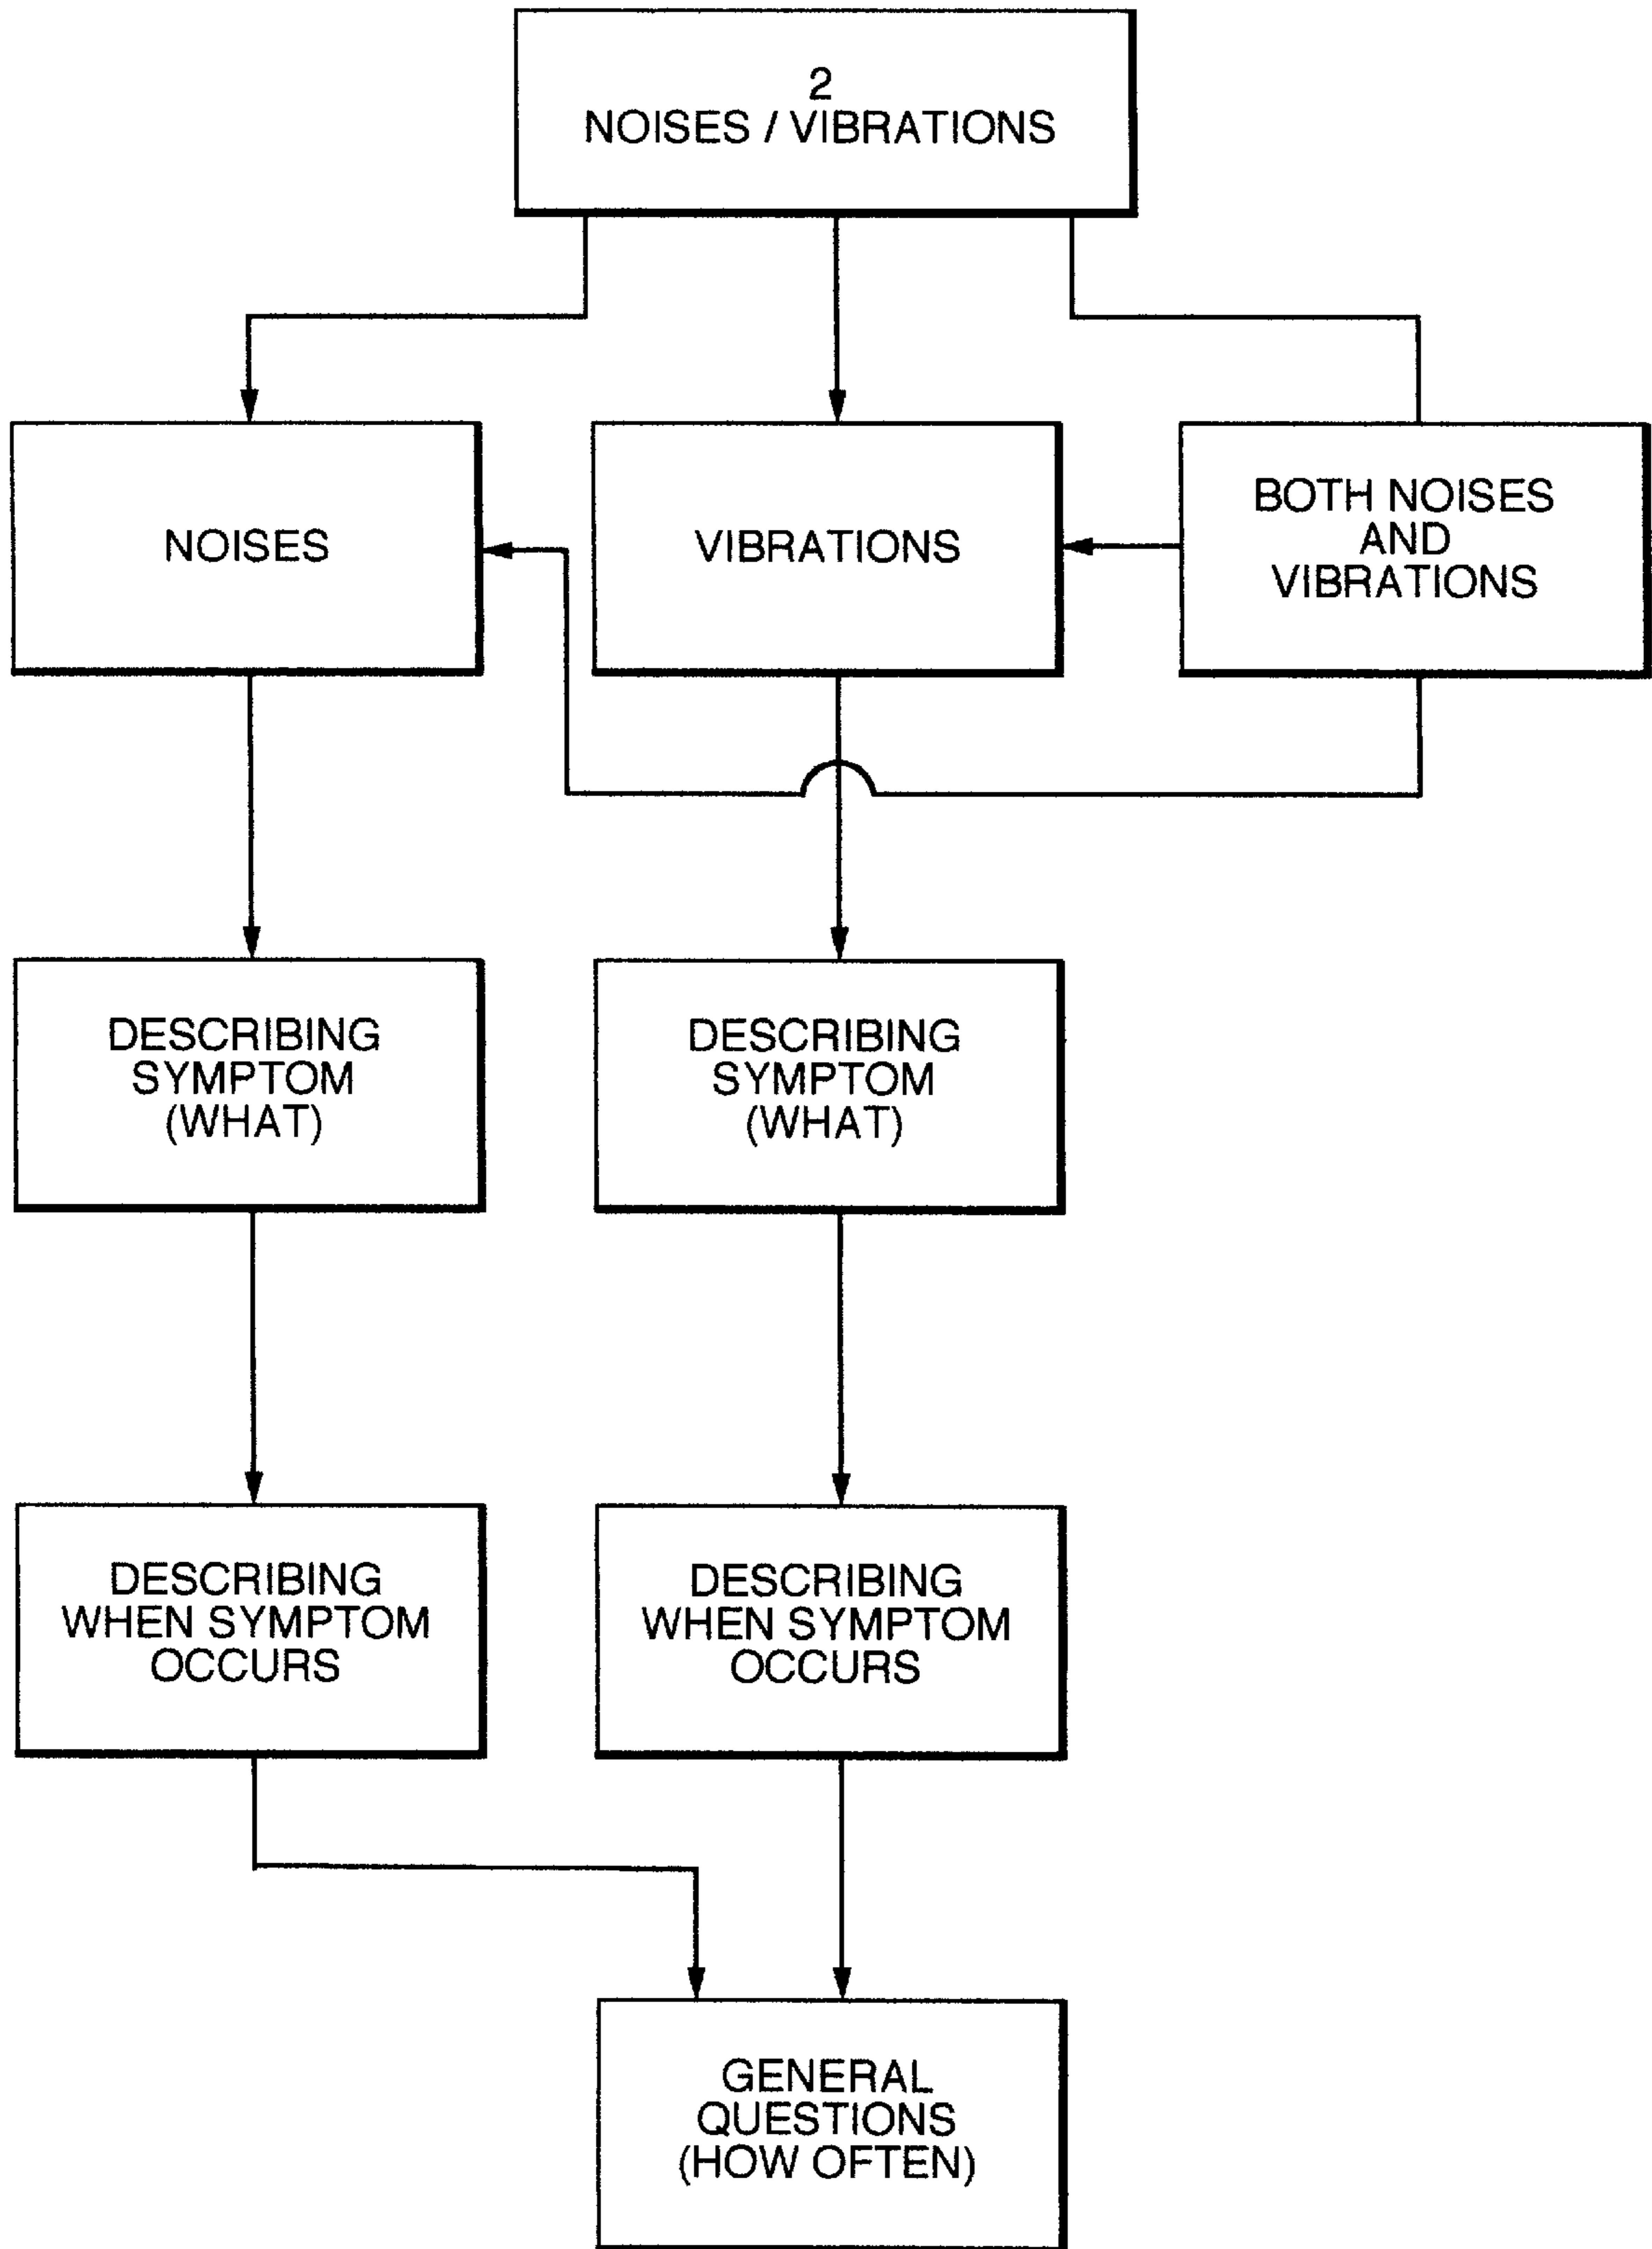 2
NOISES / VIBRATIONS
NOISES
VIBRATIONS
BOTH NOISES
AND
VIBRATIONS
DESCRIBING
SYMPTOM
(WHAT)
DESCRIBING
SYMPTOM
(WHAT)
DESCRIBING
WHEN SYMPTOM
OCCURS
DESCRIBING
WHEN SYMPTOM
OCCURS
GENERAL
QUESTIONS
(HOW OFTEN)